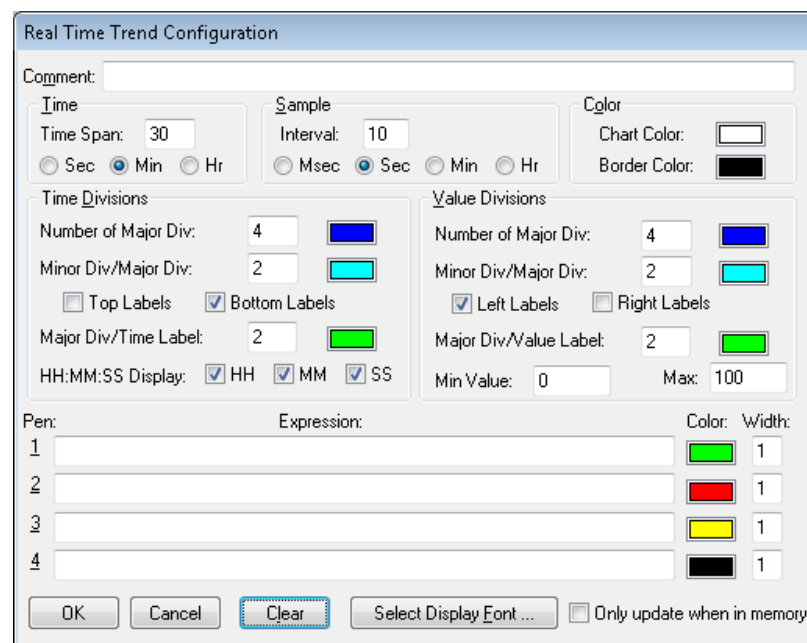 Real Time Trend Configuration
Comment:
Time
Time Span: 30
Sec Min Hr
Sample
Interval: 10
Msec Sec Min Hr
Color
Chart Color:
Border Color:
Time Divisions
Number of Major Div: 4
Minor Div/Major Div: 2
Top Labels Bottom Labels
Major Div/Time Label: 2
HH:MM:SS Display: HH MM SS
Value Divisions
Number of Major Div: 4
Minor Div/Major Div: 2
Left Labels Right Labels
Major Div/Value Label: 2
Min Value: 0 Max: 100
Pen: Expression: Color: Width:
1 1
2 1
3 1
4 1
OK Cancel Clear Select Display Font ... Only update when in memory